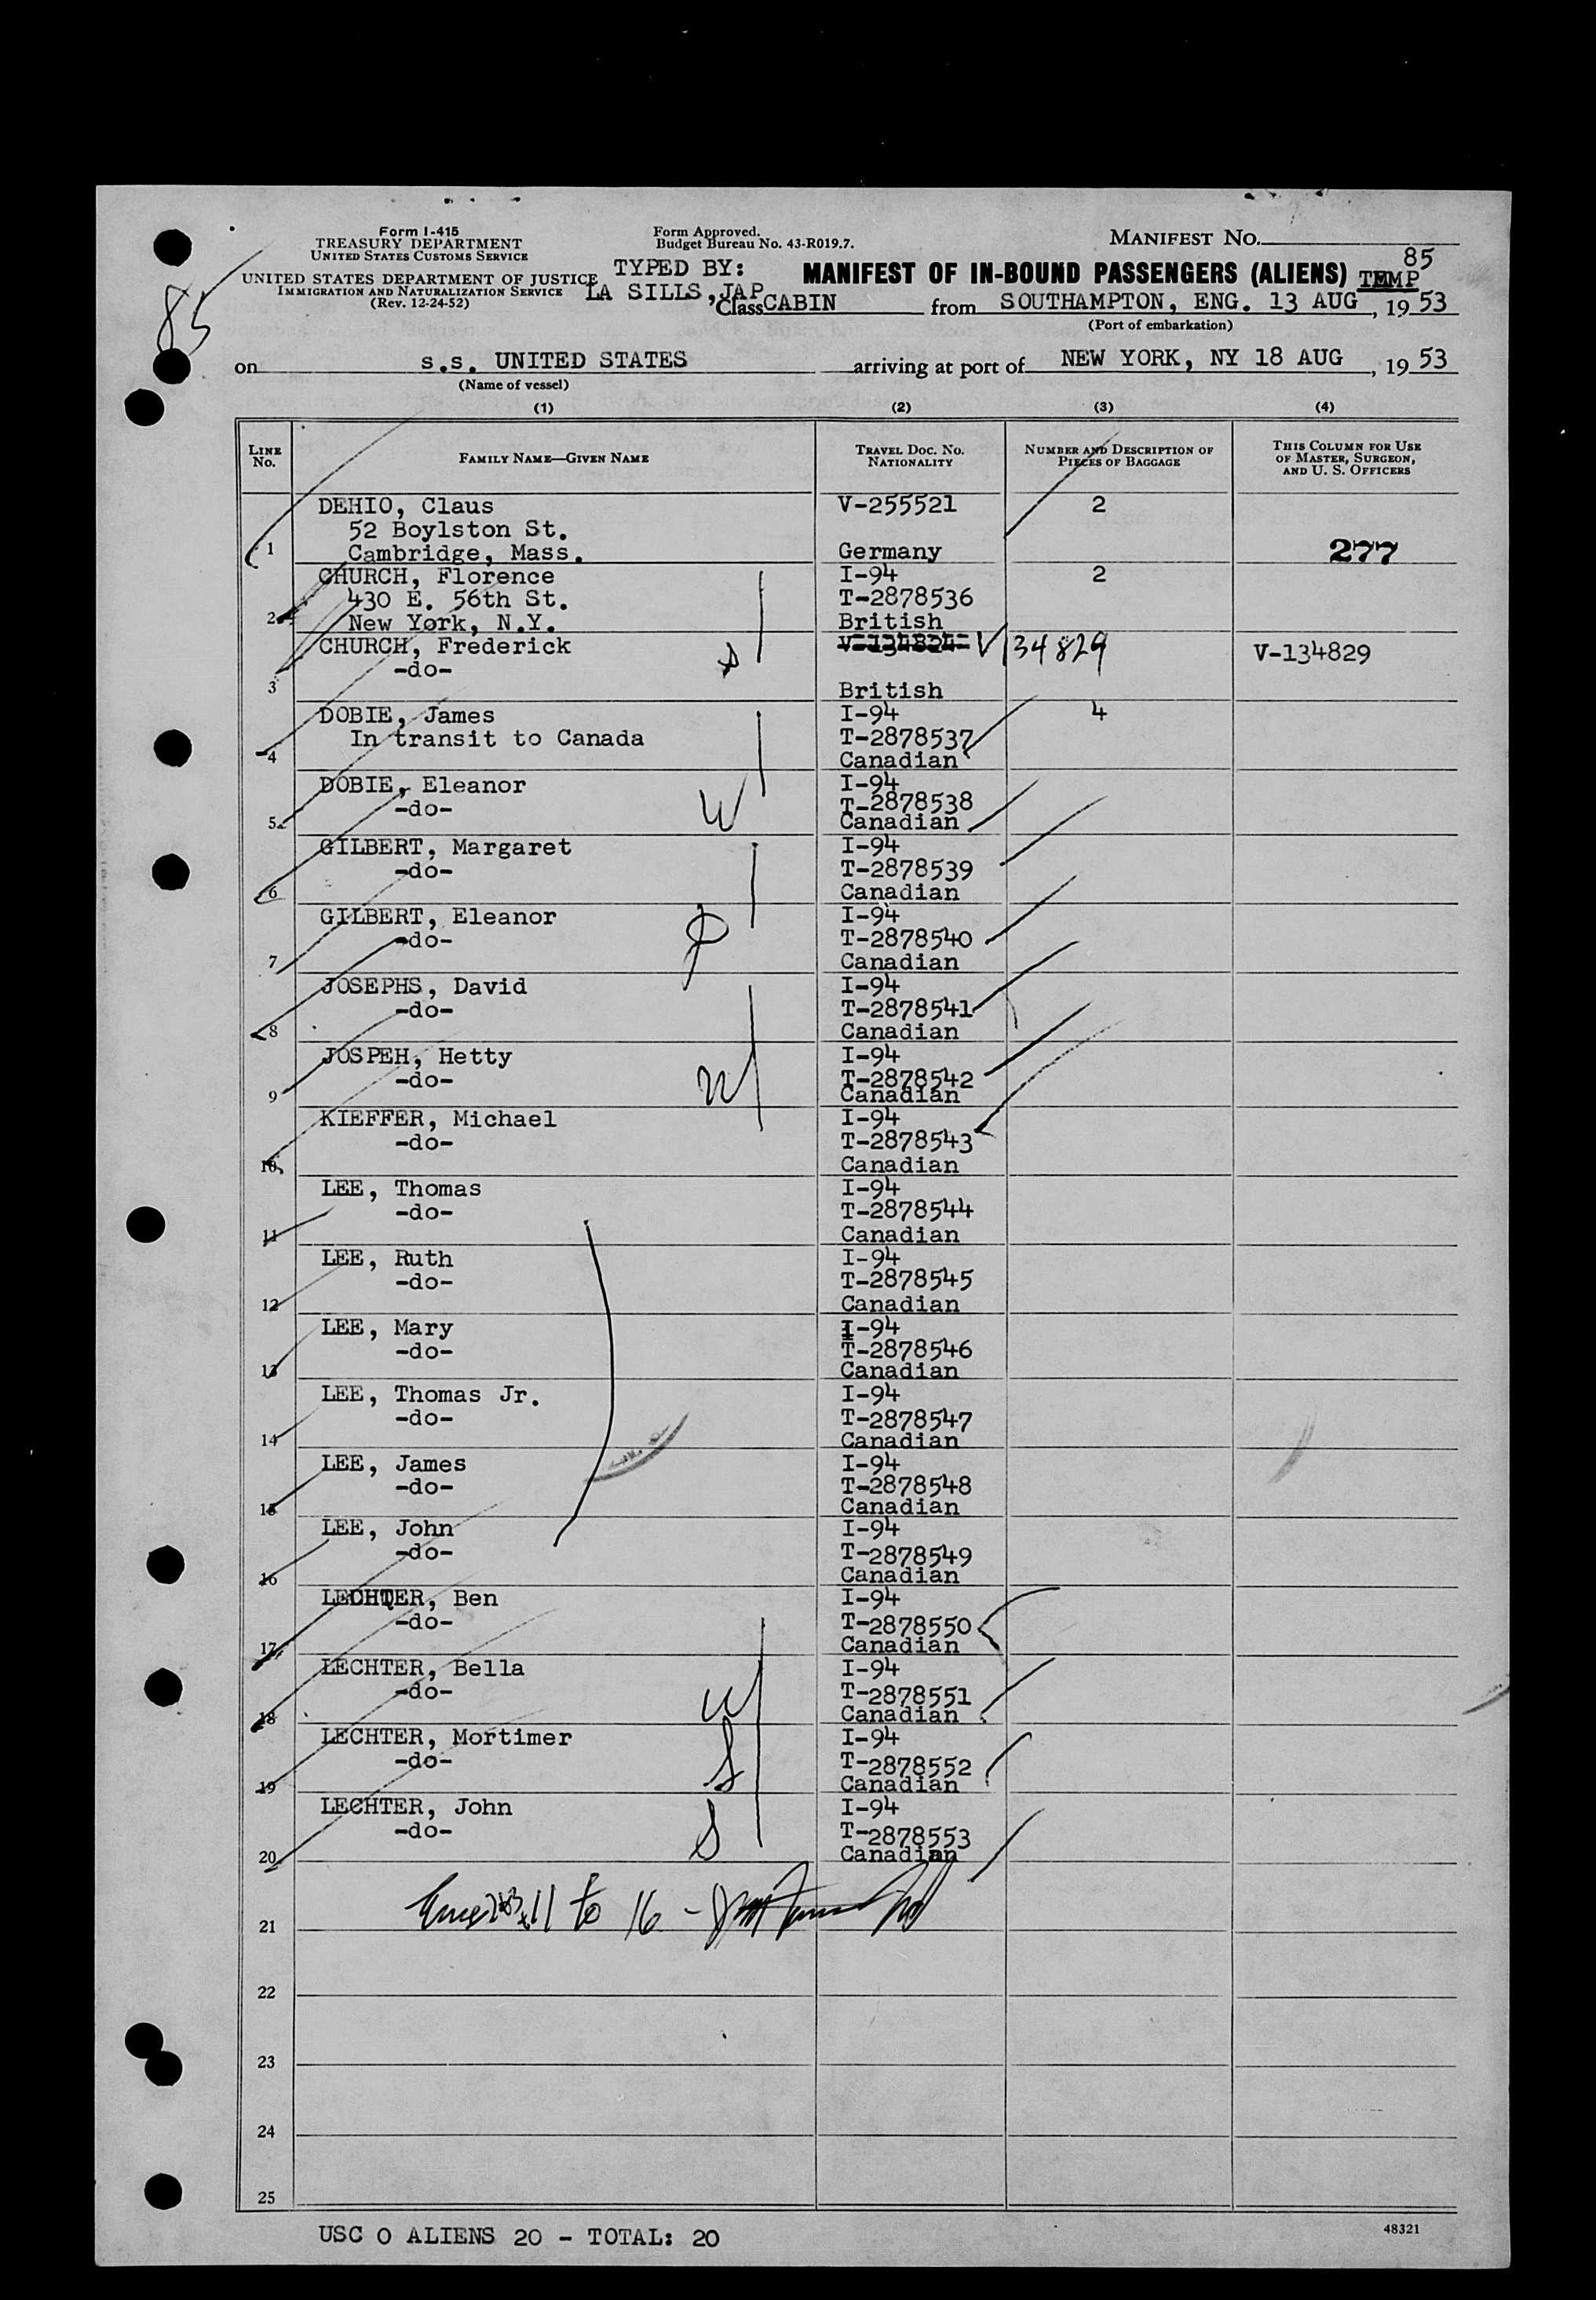 Form I-415
TREASURY DEPARTMENT
UNITED STATES CUSTOMS SERVICE
UNITED STATES DEPARTMENT OF JUSTICE
IMMIGRATION AND NATURALIZATION SERVICE
(Rev. 12-24-52)
Form Approved.
Budget Bureau No. 43-R019.7.
TYPED BY:
LA SILLS, JAP
MANIFEST NO.
85
MANIFEST OF IN-BOUND PASSENGERS (ALIENS) TEMP
85
Class CABIN from SOUTHAMPTON, ENG. 13 AUG, 1953
(Port of embarkation)
on s.s. UNITED STATES arriving at port of NEW YORK, NY 18 AUG, 1953
(Name of vessel)
(1) (2) (3) (4)
LINE NO. FAMILY NAME—GIVEN NAME TRAVEL DOC. NO. NATIONALITY NUMBER AND DESCRIPTION OF PIECES OF BAGGAGE THIS COLUMN FOR USE OF MASTER, SURGEON, AND U. S. OFFICERS
DEHIO, Claus V-255521 2
52 Boylston St.
1 Cambridge, Mass. Germany 277
CHURCH, Florence I-94 2
430 E. 56th St. T-2878536
2 New York, N.Y. British
CHURCH, Frederick V-134824 V134829 V-134829
-do-
3 British
DOBIE, James I-94 4
In transit to Canada T-2878537
4 Canadian
DOBIE, Eleanor I-94
-do- W T-2878538
5 Canadian
GILBERT, Margaret I-94
-do- T-2878539
6 Canadian
GILBERT, Eleanor I-94
-do- T-2878540
7 Canadian
JOSEPHS, David I-94
-do- T-2878541
8 Canadian
JOSPEH, Hetty I-94
-do- W T-2878542
9 Canadian
KIEFFER, Michael I-94
-do- T-2878543
10 Canadian
LEE, Thomas I-94
-do- T-2878544
11 Canadian
LEE, Ruth I-94
-do- T-2878545
12 Canadian
LEE, Mary I-94
-do- T-2878546
13 Canadian
LEE, Thomas Jr. I-94
-do- T-2878547
14 Canadian
LEE, James I-94
-do- T-2878548
15 Canadian
LEE, John I-94
-do- T-2878549
16 Canadian
LECHTER, Ben I-94
-do- T-2878550
17 Canadian
LECHTER, Bella I-94
-do- W T-2878551
18 Canadian
LECHTER, Mortimer I-94
-do- S T-2878552
19 Canadian
LECHTER, John I-94
-do- S T-2878553
20 Canadian
21 11 to 16 -
22
23
24
25
USC 0 ALIENS 20 - TOTAL: 20
48321